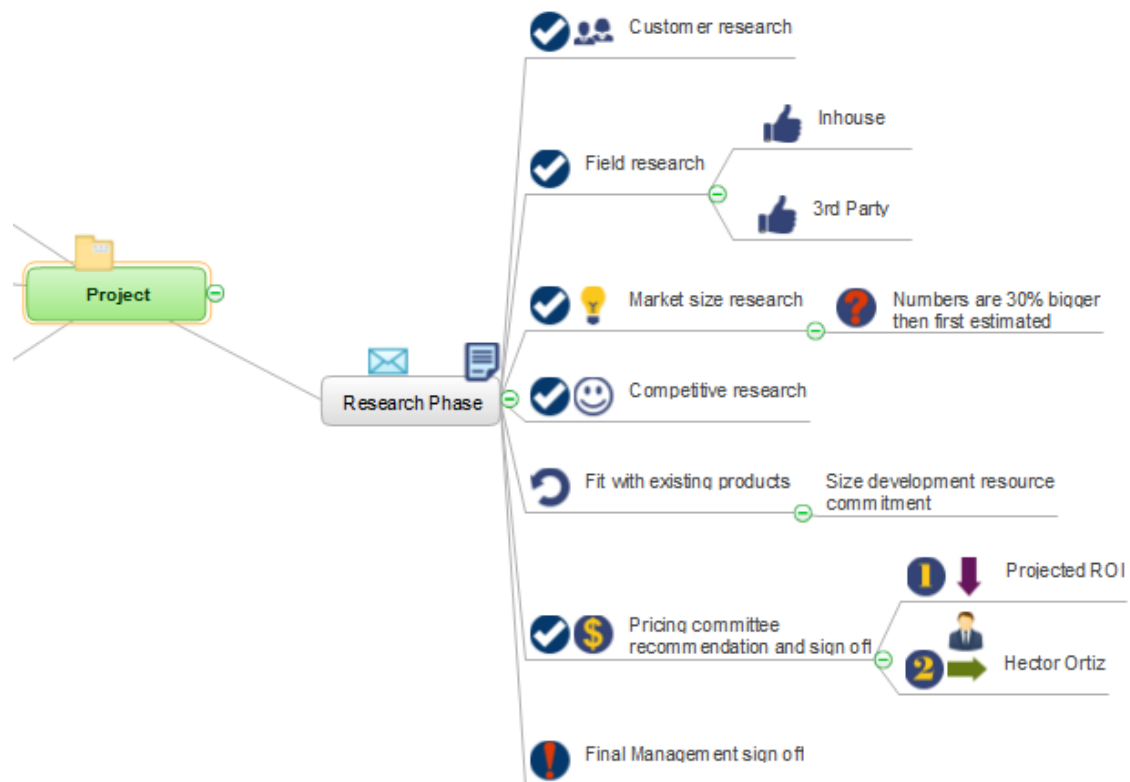 Customer research
Inhouse
Field research
3rd Party
Project
Market size research
Numbers are 30% bigger
then first estimated
Research Phase
Competitive research
Fit with existing products
Size development resource
commitment
1
Projected ROI
$
Pricing committee
recommendation and sign off
2
Hector Ortiz
Final Management sign off